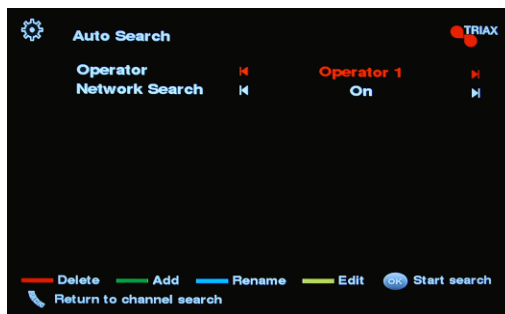 Auto Search
TRIAX
Operator Operator 1
Network Search On
Delete Add Rename Edit OK Start search
Return to channel search